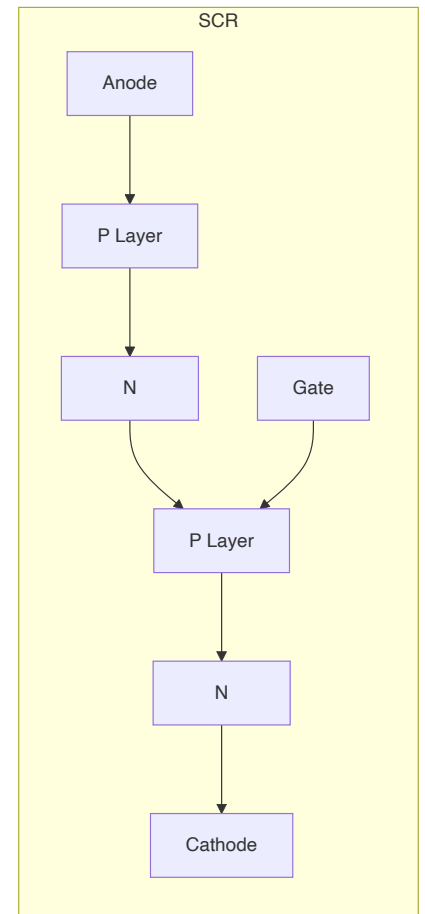 SCR
Anode
P Layer
N
Gate
P Layer
N
Cathode